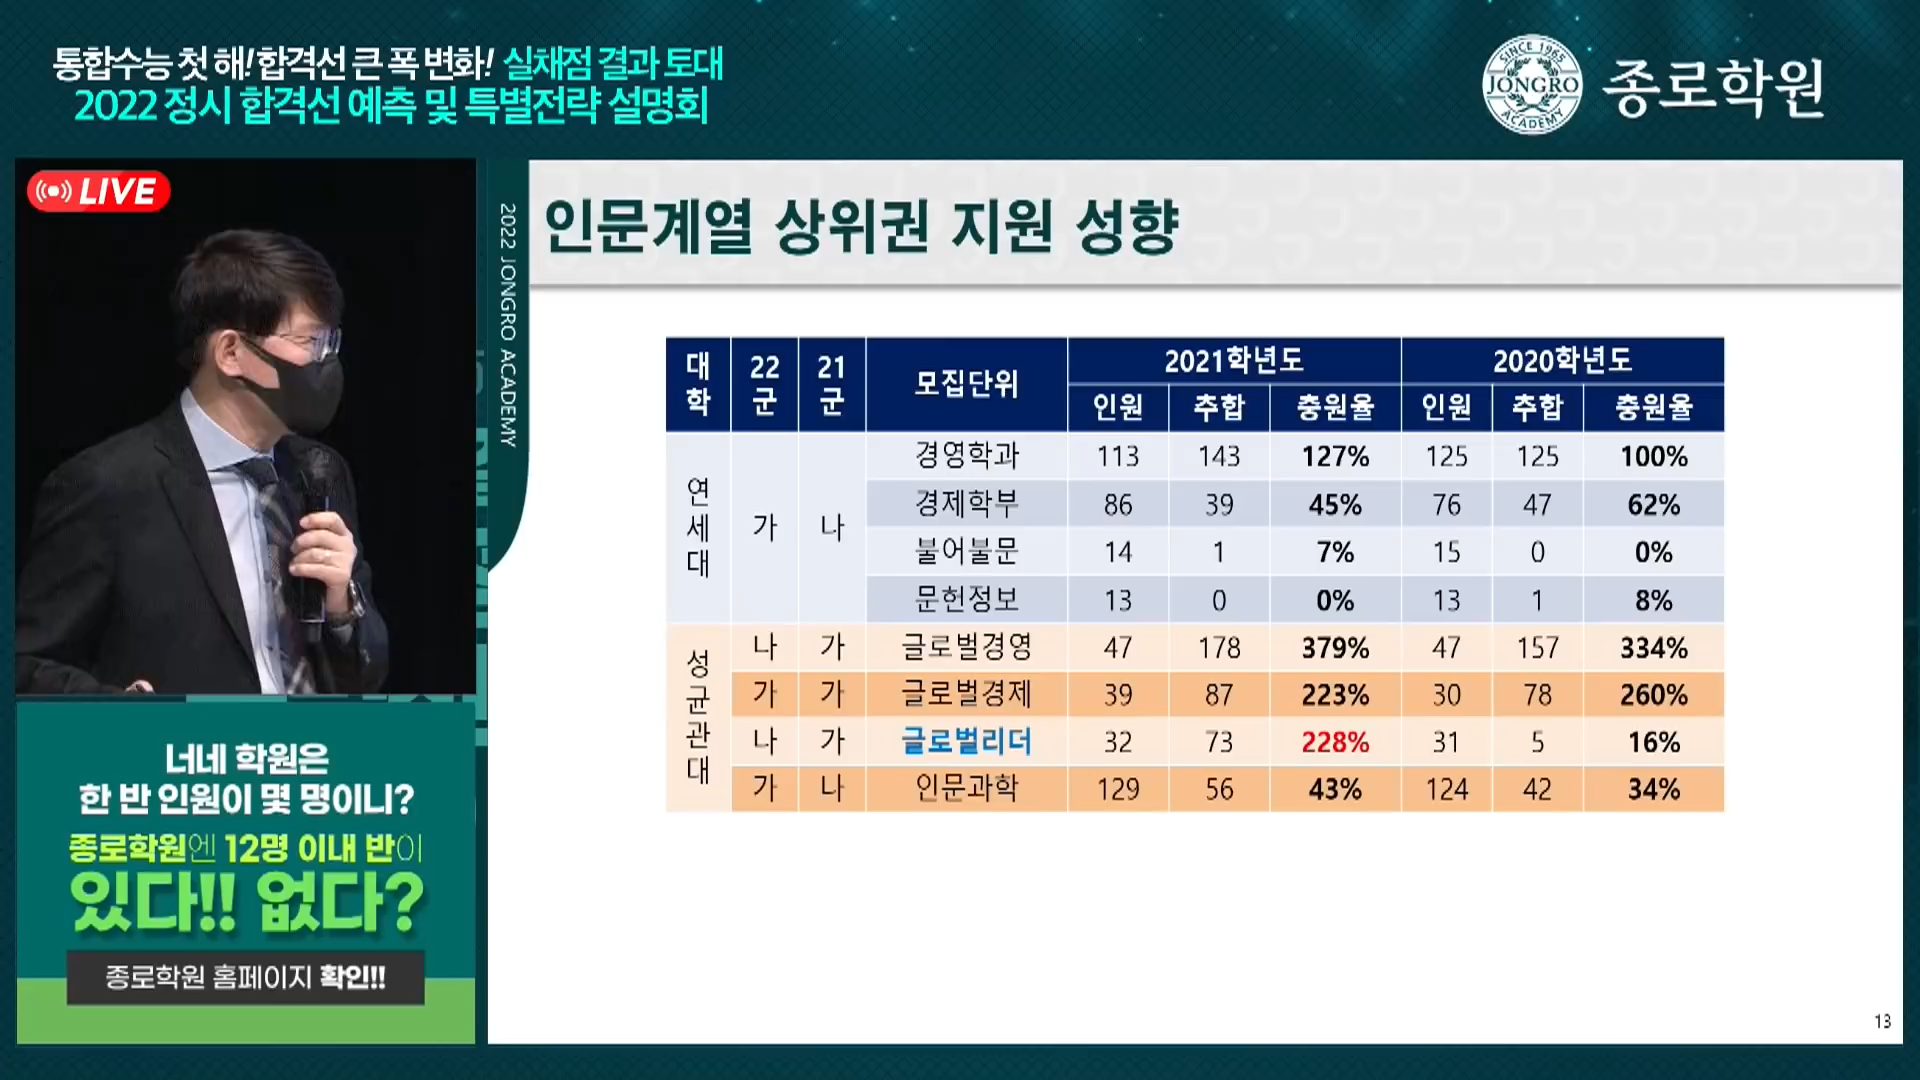 통합수능 첫 해! 합격선 큰 폭 변화! 실채점 결과 토대
2022 정시 합격선 예측 및 특별전략 설명회
SINCE 1965
JONGRO
ACADEMY
종로학원
LIVE
2022 JONGRO ACADEMY
인문계열 상위권 지원 성향
대학 22군 21군 모집단위 2021학년도 2020학년도
인원 추합 충원율 인원 추합 충원율
연세대 가 나
경영학과 113 143 127% 125 125 100%
경제학부 86 39 45% 76 47 62%
불어불문 14 1 7% 15 0 0%
문헌정보 13 0 0% 13 1 8%
성균관대
나 가 글로벌경영 47 178 379% 47 157 334%
가 가 글로벌경제 39 87 223% 30 78 260%
나 가 글로벌리더 32 73 228% 31 5 16%
가 나 인문과학 129 56 43% 124 42 34%
너네 학원은
한 반 인원이 몇 명이니?
종로학원엔 12명 이내 반이
있다!! 없다?
종로학원 홈페이지 확인!!
13